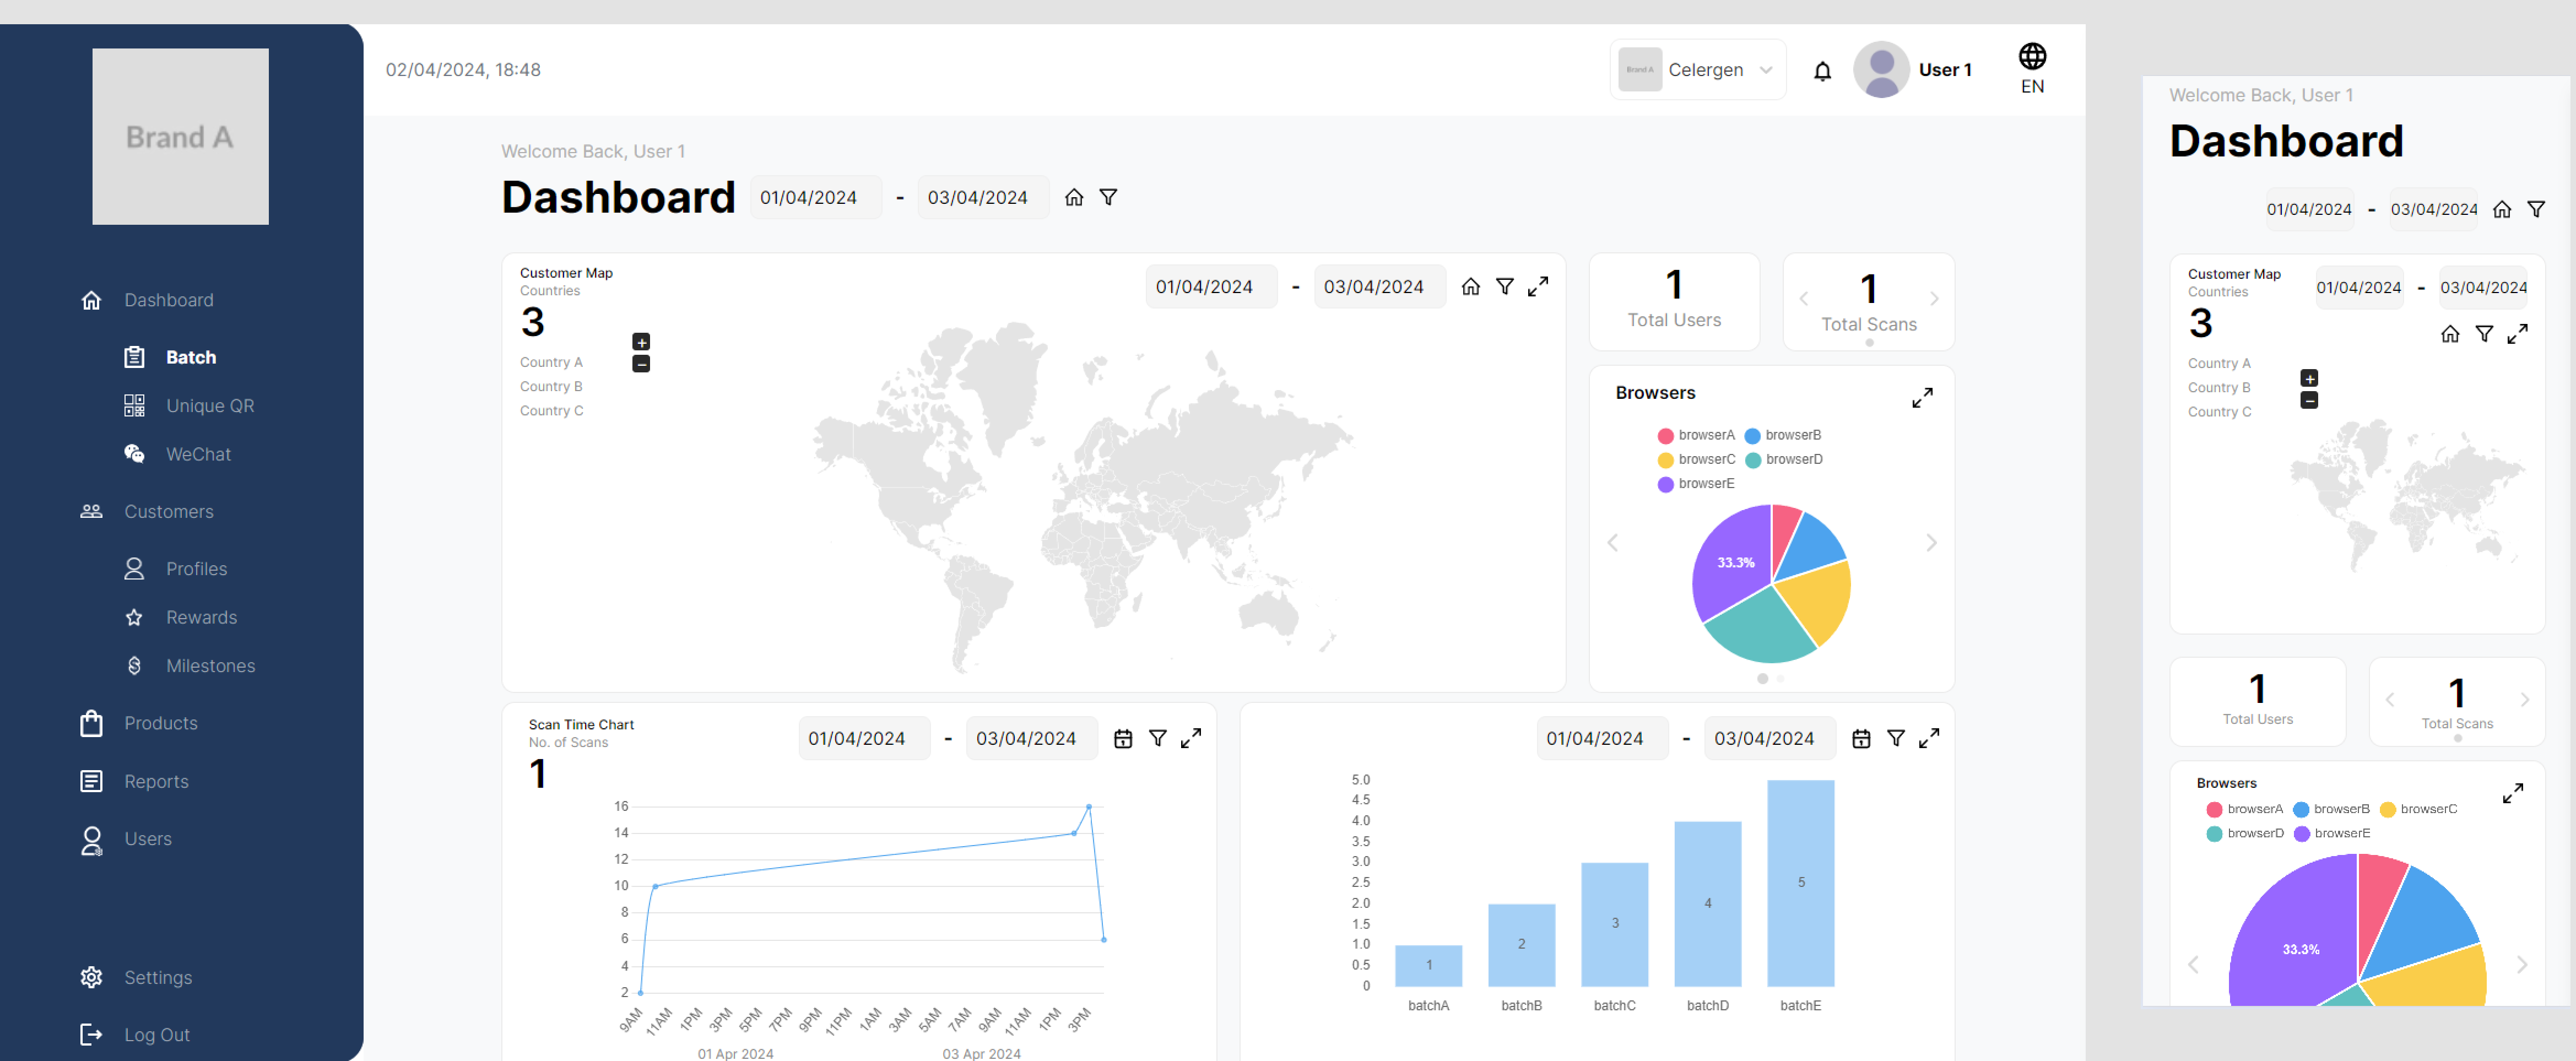 Brand A
Dashboard
Batch
Unique QR
WeChat
Customers
Profiles
Rewards
Milestones
Products
Reports
Users
Settings
Log Out
02/04/2024, 18:48
Brand A
Celergen
User 1
EN
Welcome Back, User 1
Dashboard
01/04/2024 - 03/04/2024
Customer Map
Countries
3
Country A
Country B
Country C
+
−
01/04/2024 - 03/04/2024
1
Total Users
1
Total Scans
Browsers
browserA browserB
browserC browserD
browserE
33.3%
Scan Time Chart
No. of Scans
1
01/04/2024 - 03/04/2024
16
14
12
10
8
6
4
2
9AM 11AM 1PM 3PM 5PM 7PM 9PM 11PM 1AM 3AM 5AM 7AM 9AM 11AM 1PM 3PM
01 Apr 2024 03 Apr 2024
01/04/2024 - 03/04/2024
5.0
4.5
4.0
3.5
3.0
2.5
2.0
1.5
1.0
0.5
0
1 2 3 4 5
batchA batchB batchC batchD batchE
Welcome Back, User 1
Dashboard
01/04/2024 - 03/04/2024
Customer Map
Countries
3
Country A
Country B
Country C
01/04/2024 - 03/04/2024
+
−
1
Total Users
1
Total Scans
Browsers
browserA browserB browserC
browserD browserE
33.3%